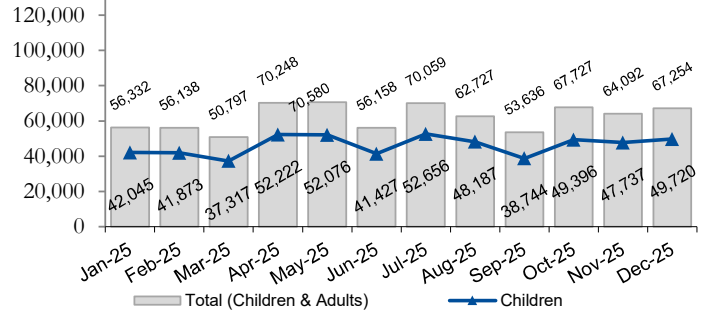 120,000
100,000
80,000
60,000
40,000
20,000
0
56,332
56,138
50,797
70,248
70,580
56,158
70,059
62,727
53,636
67,727
64,092
67,254
42,045
41,873
37,317
52,222
52,076
41,427
52,656
48,187
38,744
49,396
47,737
49,720
Jan-25
Feb-25
Mar-25
Apr-25
May-25
Jun-25
Jul-25
Aug-25
Sep-25
Oct-25
Nov-25
Dec-25
Total (Children & Adults)
Children